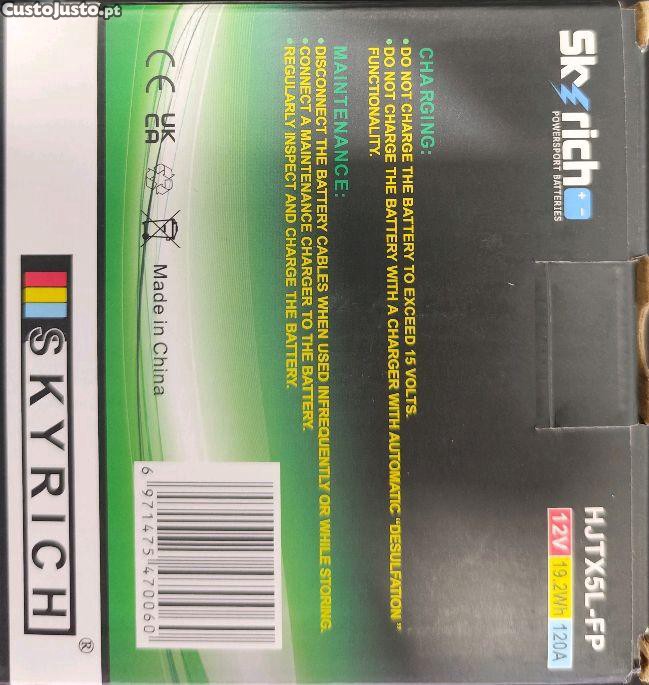 CustoJusto.pt
Skyrich
POWERSPORT BATTERIES
HJTX5L-FP
12V 19.2Wh 120A
CHARGING:
• DO NOT CHARGE THE BATTERY TO EXCEED 15 VOLTS.
• DO NOT CHARGE THE BATTERY WITH A CHARGER WITH AUTOMATIC "DESULFATION"
FUNCTIONALITY.
MAINTENANCE:
• DISCONNECT THE BATTERY CABLES WHEN USED INFREQUENTLY OR WHILE STORING.
• CONNECT A MAINTENANCE CHARGER TO THE BATTERY.
• REGULARLY INSPECT AND CHARGE THE BATTERY.
CE UK
CA
Made in China
6 971475 470060
SKYRICH®